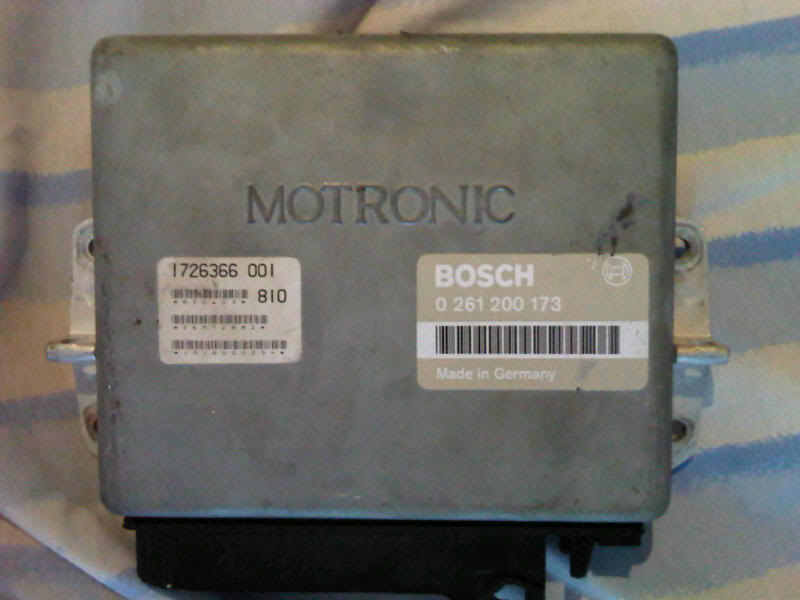 MOTRONIC
1726366 001
810
BOSCH
0 261 200 173
Made in Germany